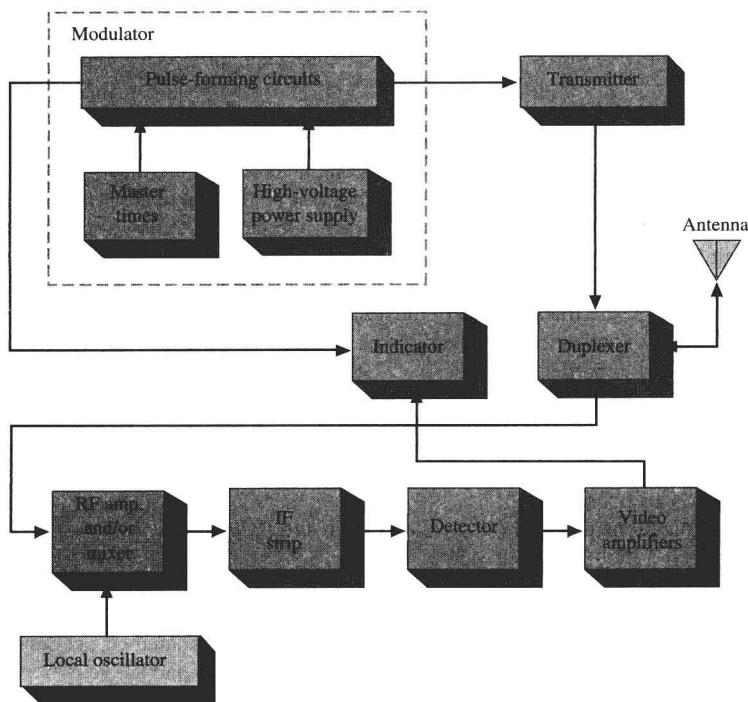 Modulator
Pulse-forming circuits
Transmitter
Master
times
High-voltage
power supply
Antenna
Indicator
Duplexer
RF amp.
and/or
mixer
IF
strip
Detector
Video
amplifiers
Local oscillator